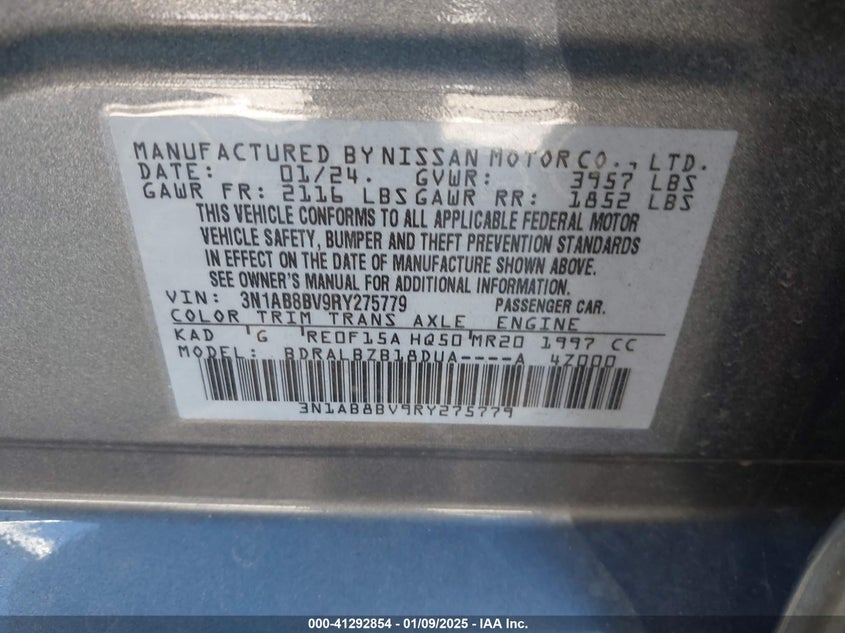 MANUFACTURED BY NISSAN MOTOR CO., LTD.
DATE: 01/24. GVWR: 3957 LBS
GAWR FR: 2116 LBS GAWR RR: 1852 LBS
THIS VEHICLE CONFORMS TO ALL APPLICABLE FEDERAL MOTOR
VEHICLE SAFETY, BUMPER AND THEFT PREVENTION STANDARDS
IN EFFECT ON THE DATE OF MANUFACTURE SHOWN ABOVE.
SEE OWNER'S MANUAL FOR ADDITIONAL INFORMATION.
VIN: 3N1AB8BV9RY275779 PASSENGER CAR.
COLOR TRIM TRANS AXLE ENGINE
KAD G RE0F15A HQ50 MR20 1997 CC
MODEL: BDRALBZB18DUA----A 4Z000
3N1AB8BV9RY275779
000-41292854 - 01/09/2025 - IAA Inc.